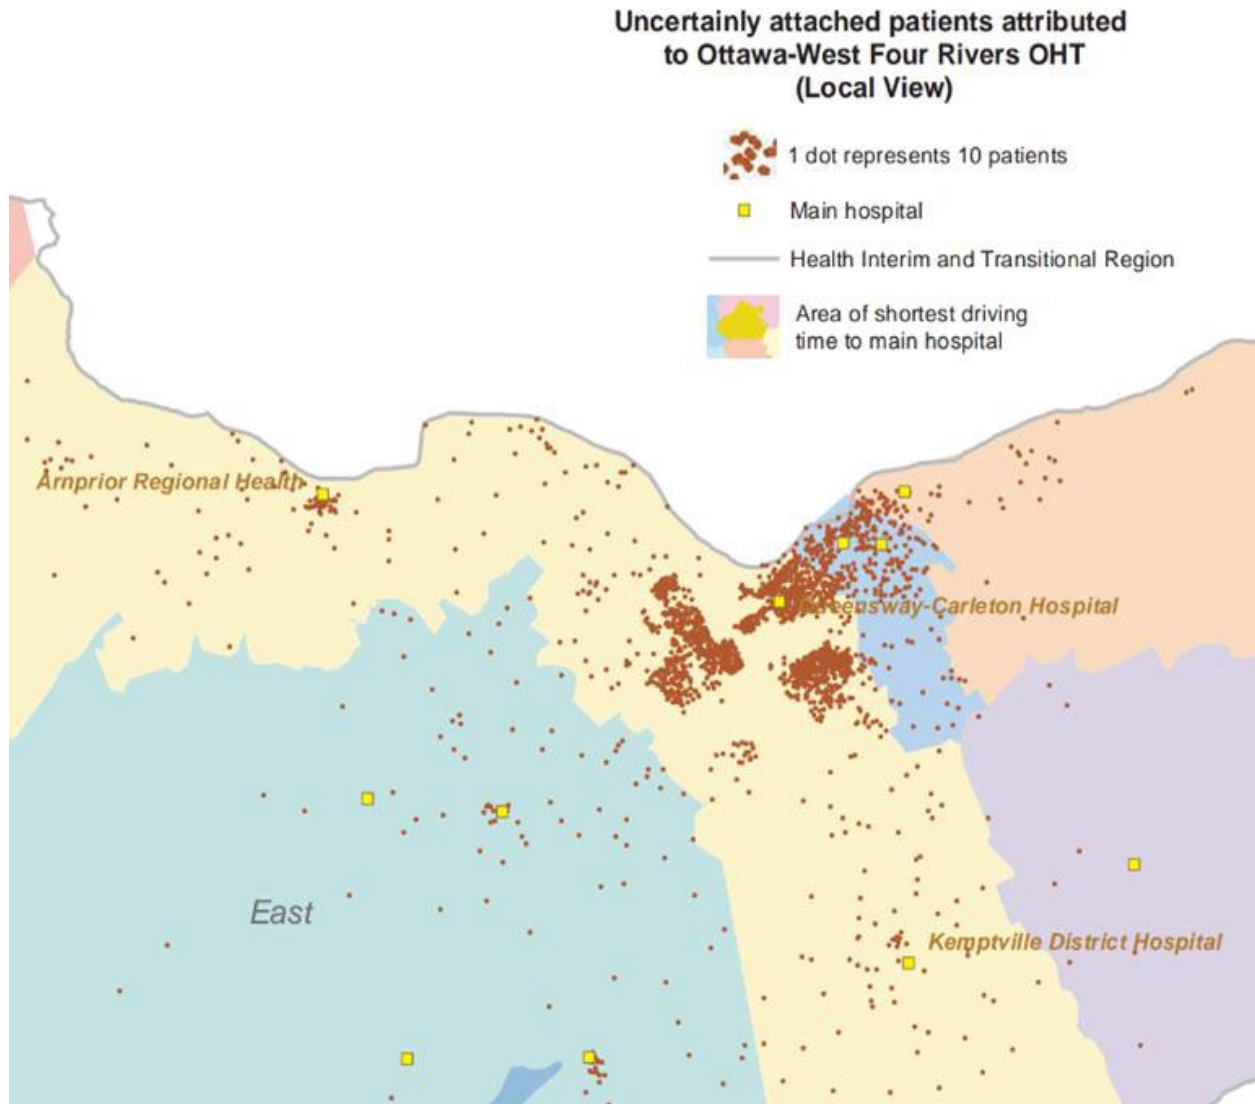 Uncertainly attached patients attributed
to Ottawa-West Four Rivers OHT
(Local View)
1 dot represents 10 patients
Main hospital
Health Interim and Transitional Region
Area of shortest driving
time to main hospital
Arnprior Regional Health
Queensway-Carleton Hospital
East
Kemptville District Hospital